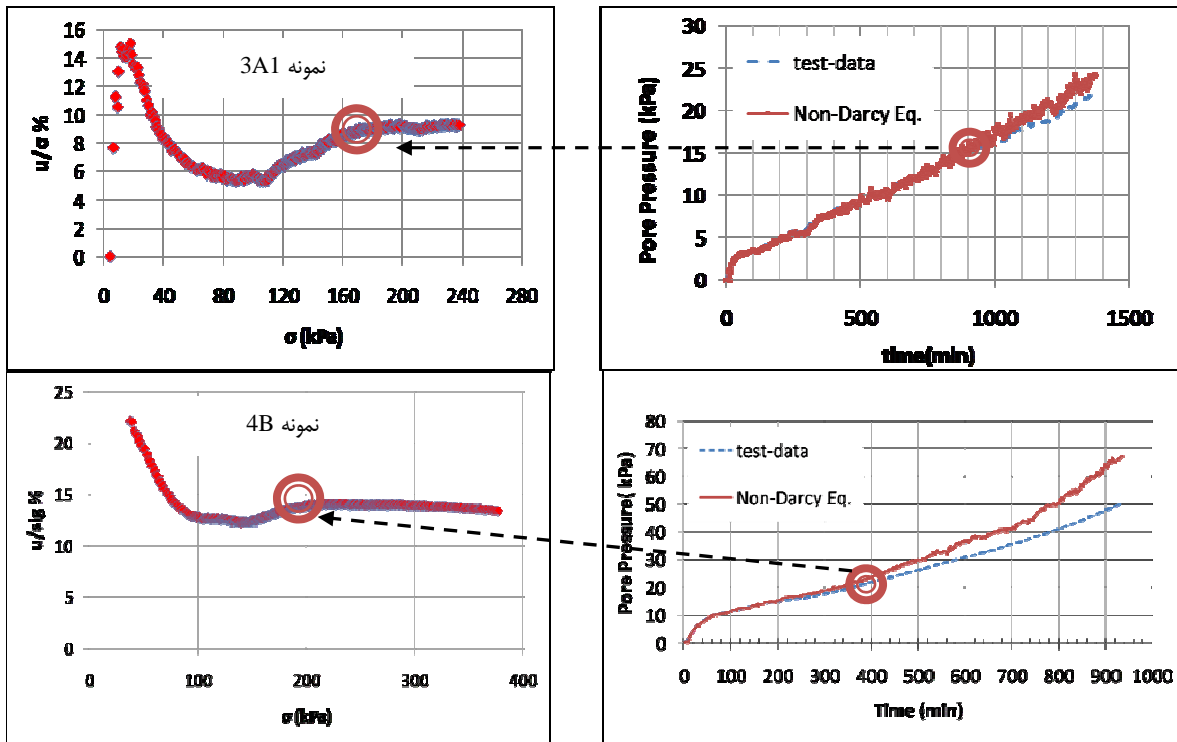 16
14
12
10
8
6
4
2
0
u/σ %
نمونه 3A1
0 40 80 120 160 200 240 280
σ (kPa)
30
25
20
15
10
5
0
Pore Pressure (kPa)
test-data
Non-Darcy Eq.
0 500 1000 1500
time(min)
25
20
15
10
5
0
u/sig %
نمونه 4B
0 100 200 300 400
σ (kPa)
80
70
60
50
40
30
20
10
0
Pore Pressure( kPa)
test-data
Non-Darcy Eq.
0 100 200 300 400 500 600 700 800 900 1000
Time (min)